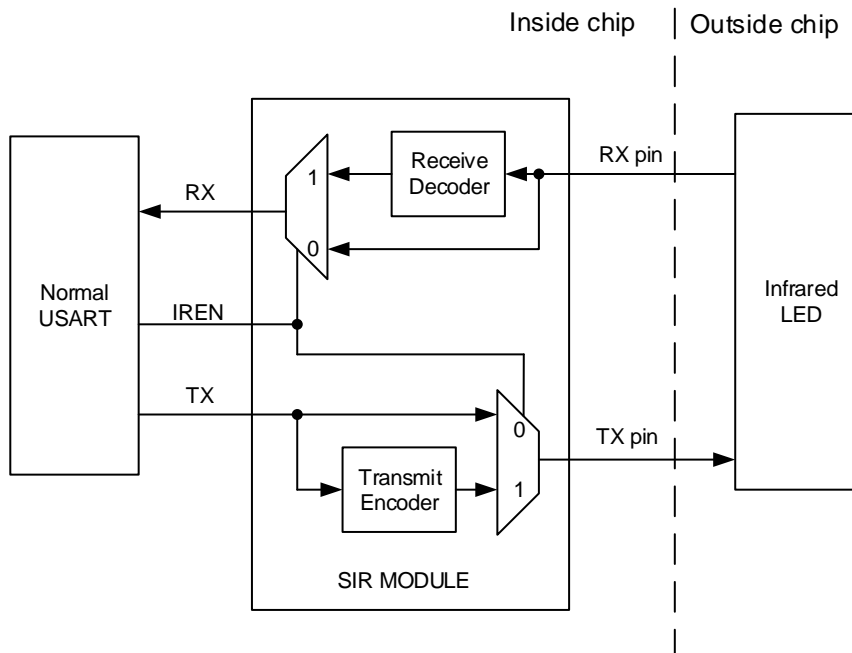 Inside chip
Outside chip
RX pin
Receive
Decoder
1
RX
0
Normal
USART
Infrared
LED
IREN
TX
0
TX pin
Transmit
Encoder
1
SIR MODULE